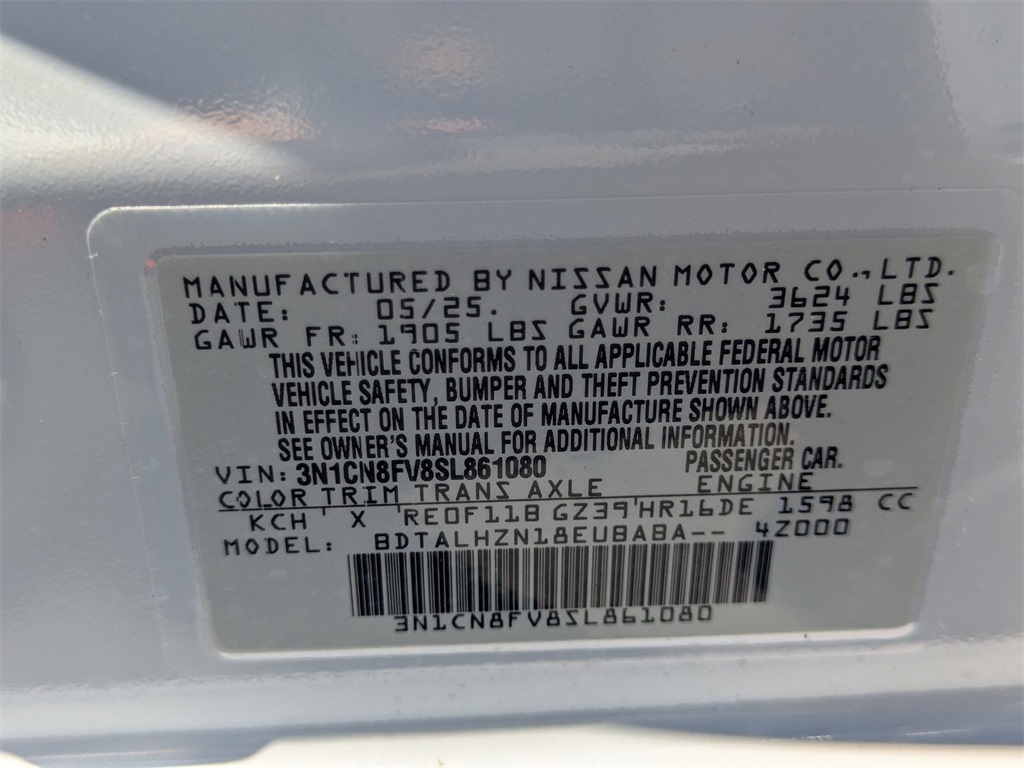 MANUFACTURED BY NISSAN MOTOR CO.,LTD.
DATE: 05/25. GVWR: 3624 LBS
GAWR FR: 1905 LBS GAWR RR: 1735 LBS
THIS VEHICLE CONFORMS TO ALL APPLICABLE FEDERAL MOTOR
VEHICLE SAFETY, BUMPER AND THEFT PREVENTION STANDARDS
IN EFFECT ON THE DATE OF MANUFACTURE SHOWN ABOVE.
SEE OWNER'S MANUAL FOR ADDITIONAL INFORMATION.
VIN: 3N1CN8FV8SL861080 PASSENGER CAR.
COLOR TRIM TRANS AXLE ENGINE
KCH ' X ' RE0F11B GZ39 ' HR16DE 1598 CC
MODEL: BDTALHZN18EUBABA-- 4Z000
3N1CN8FV8SL861080